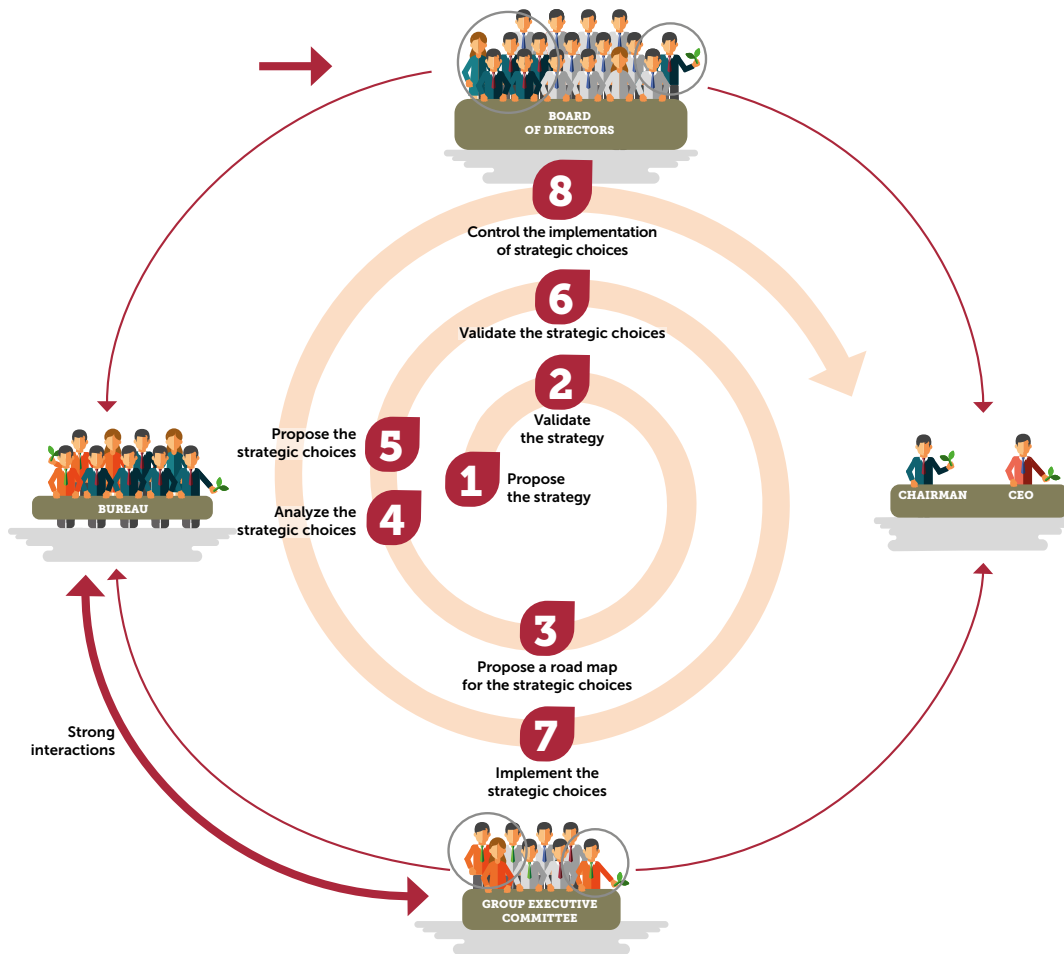 BOARD
OF DIRECTORS
8
Control the implementation
of strategic choices
6
Validate the strategic choices
2
Validate
the strategy
5
Propose the
strategic choices
1
Propose
the strategy
4
Analyze the
strategic choices
BUREAU
CHAIRMAN
CEO
3
Propose a road map
for the strategic choices
7
Implement the
strategic choices
Strong
interactions
GROUP EXECUTIVE
COMMITTEE